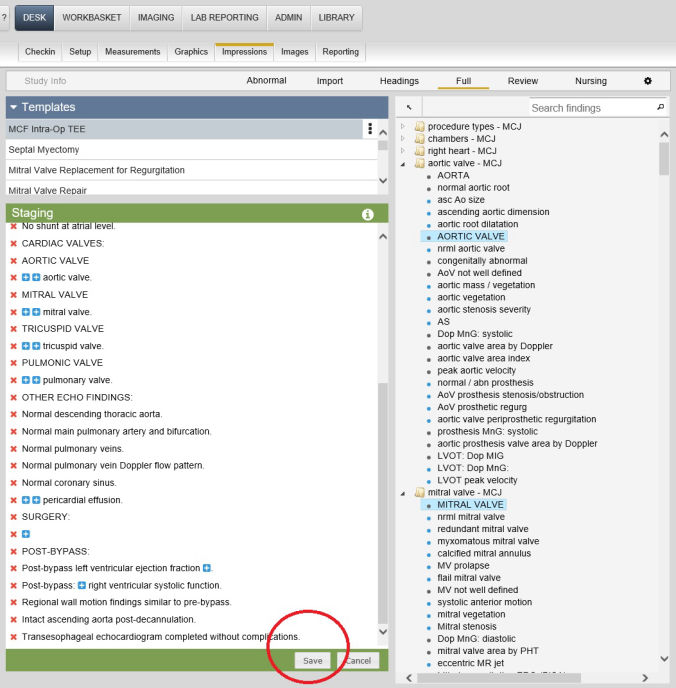 ?
DESK
WORKBASKET
IMAGING
LAB REPORTING
ADMIN
LIBRARY
Checkin
Setup
Measurements
Graphics
Impressions
Images
Reporting
Study Info
Abnormal
Import
Headings
Full
Review
Nursing
Templates
MCF Intra-Op TEE
Septal Myectomy
Mitral Valve Replacement for Regurgitation
Mitral Valve Repair
Staging
No shunt at atrial level.
CARDIAC VALVES:
AORTIC VALVE
aortic valve.
MITRAL VALVE
mitral valve.
TRICUSPID VALVE
tricuspid valve.
PULMONIC VALVE
pulmonary valve.
OTHER ECHO FINDINGS:
Normal descending thoracic aorta.
Normal main pulmonary artery and bifurcation.
Normal pulmonary veins.
Normal pulmonary vein Doppler flow pattern.
Normal coronary sinus.
pericardial effusion.
SURGERY:
POST-BYPASS:
Post-bypass left ventricular ejection fraction .
Post-bypass: right ventricular systolic function.
Regional wall motion findings similar to pre-bypass.
Intact ascending aorta post-decannulation.
Transesophageal echocardiogram completed without complications.
Save
Cancel
Search findings
procedure types - MCJ
chambers - MCJ
right heart - MCJ
aortic valve - MCJ
AORTA
normal aortic root
asc Ao size
ascending aortic dimension
aortic root dilatation
AORTIC VALVE
nrml aortic valve
congenitally abnormal
AoV not well defined
aortic mass / vegetation
aortic vegetation
aortic stenosis severity
AS
Dop MnG: systolic
aortic valve area by Doppler
aortic valve area index
peak aortic velocity
normal / abn prosthesis
AoV prosthesis stenosis/obstruction
AoV prosthetic regurg
aortic valve periprosthetic regurgitation
prosthesis MnG: systolic
aortic prosthesis valve area by Doppler
LVOT: Dop MIG
LVOT: Dop MnG:
LVOT peak velocity
mitral valve - MCJ
MITRAL VALVE
nrml mitral valve
redundant mitral valve
myxomatous mitral valve
calcified mitral annulus
MV prolapse
flail mitral valve
MV not well defined
systolic anterior motion
mitral vegetation
Mitral stenosis
Dop MnG: diastolic
mitral valve area by PHT
eccentric MR jet